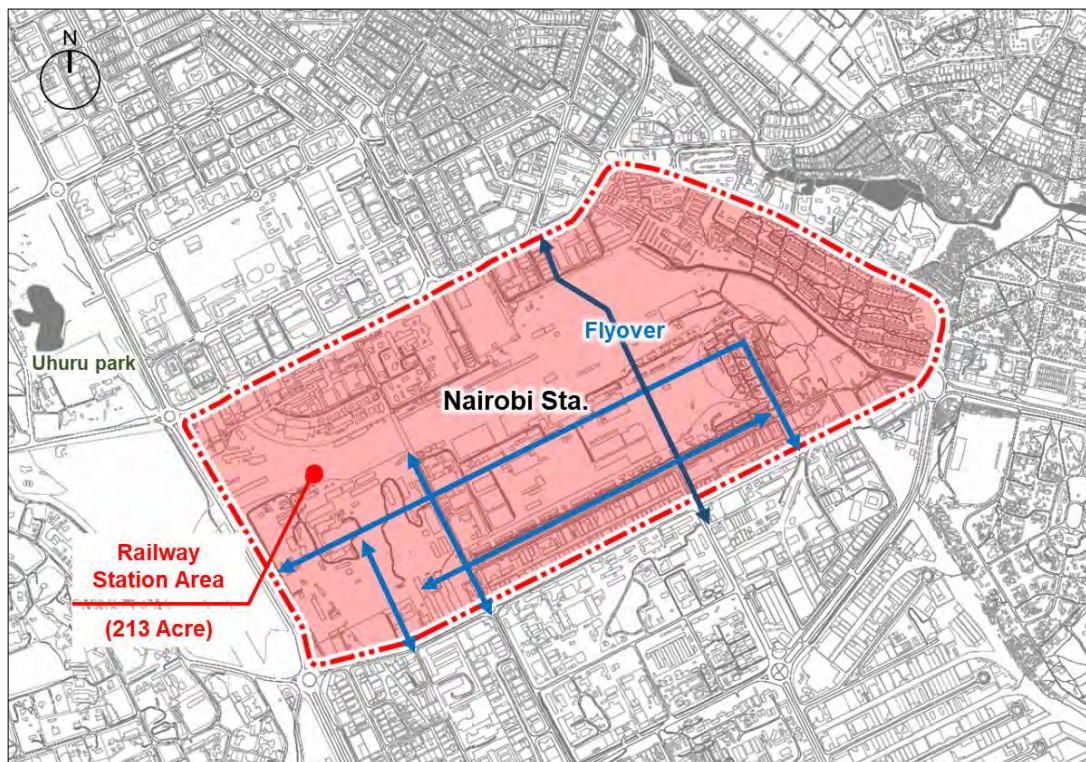 N
Flyover
Uhuru park
Nairobi Sta.
Railway
Station Area
(213 Acre)